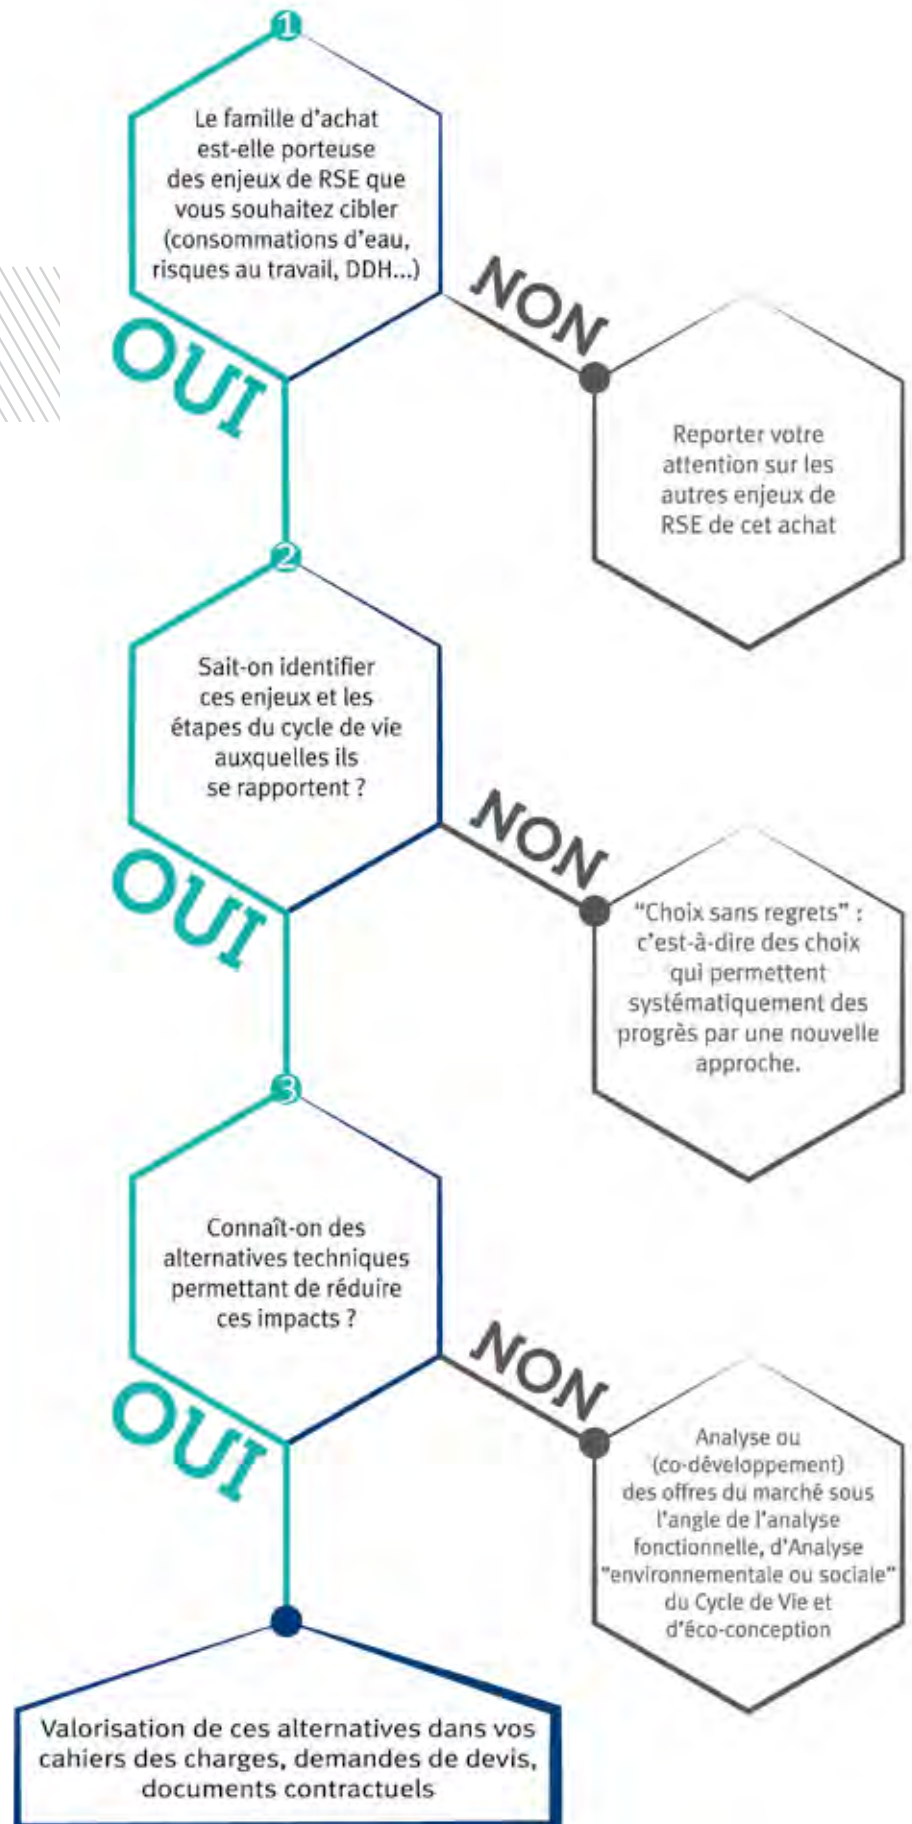 1
Le famille d'achat
est-elle porteuse
des enjeux de RSE que
vous souhaitez cibler
(consommations d'eau,
risques au travail, DDH...)
NON
OUI
Reporter votre
attention sur les
autres enjeux de
RSE de cet achat
2
Sait-on identifier
ces enjeux et les
étapes du cycle de vie
auxquelles ils
se rapportent ?
NON
OUI
“Choix sans regrets” :
c'est-à-dire des choix
qui permettent
systématiquement des
progrès par une nouvelle
approche.
3
Connaît-on des
alternatives techniques
permettant de réduire
ces impacts ?
NON
OUI
Analyse ou
(co-développement)
des offres du marché sous
l'angle de l'analyse
fonctionnelle, d'Analyse
"environnementale ou sociale"
du Cycle de Vie et
d'éco-conception
Valorisation de ces alternatives dans vos
cahiers des charges, demandes de devis,
documents contractuels